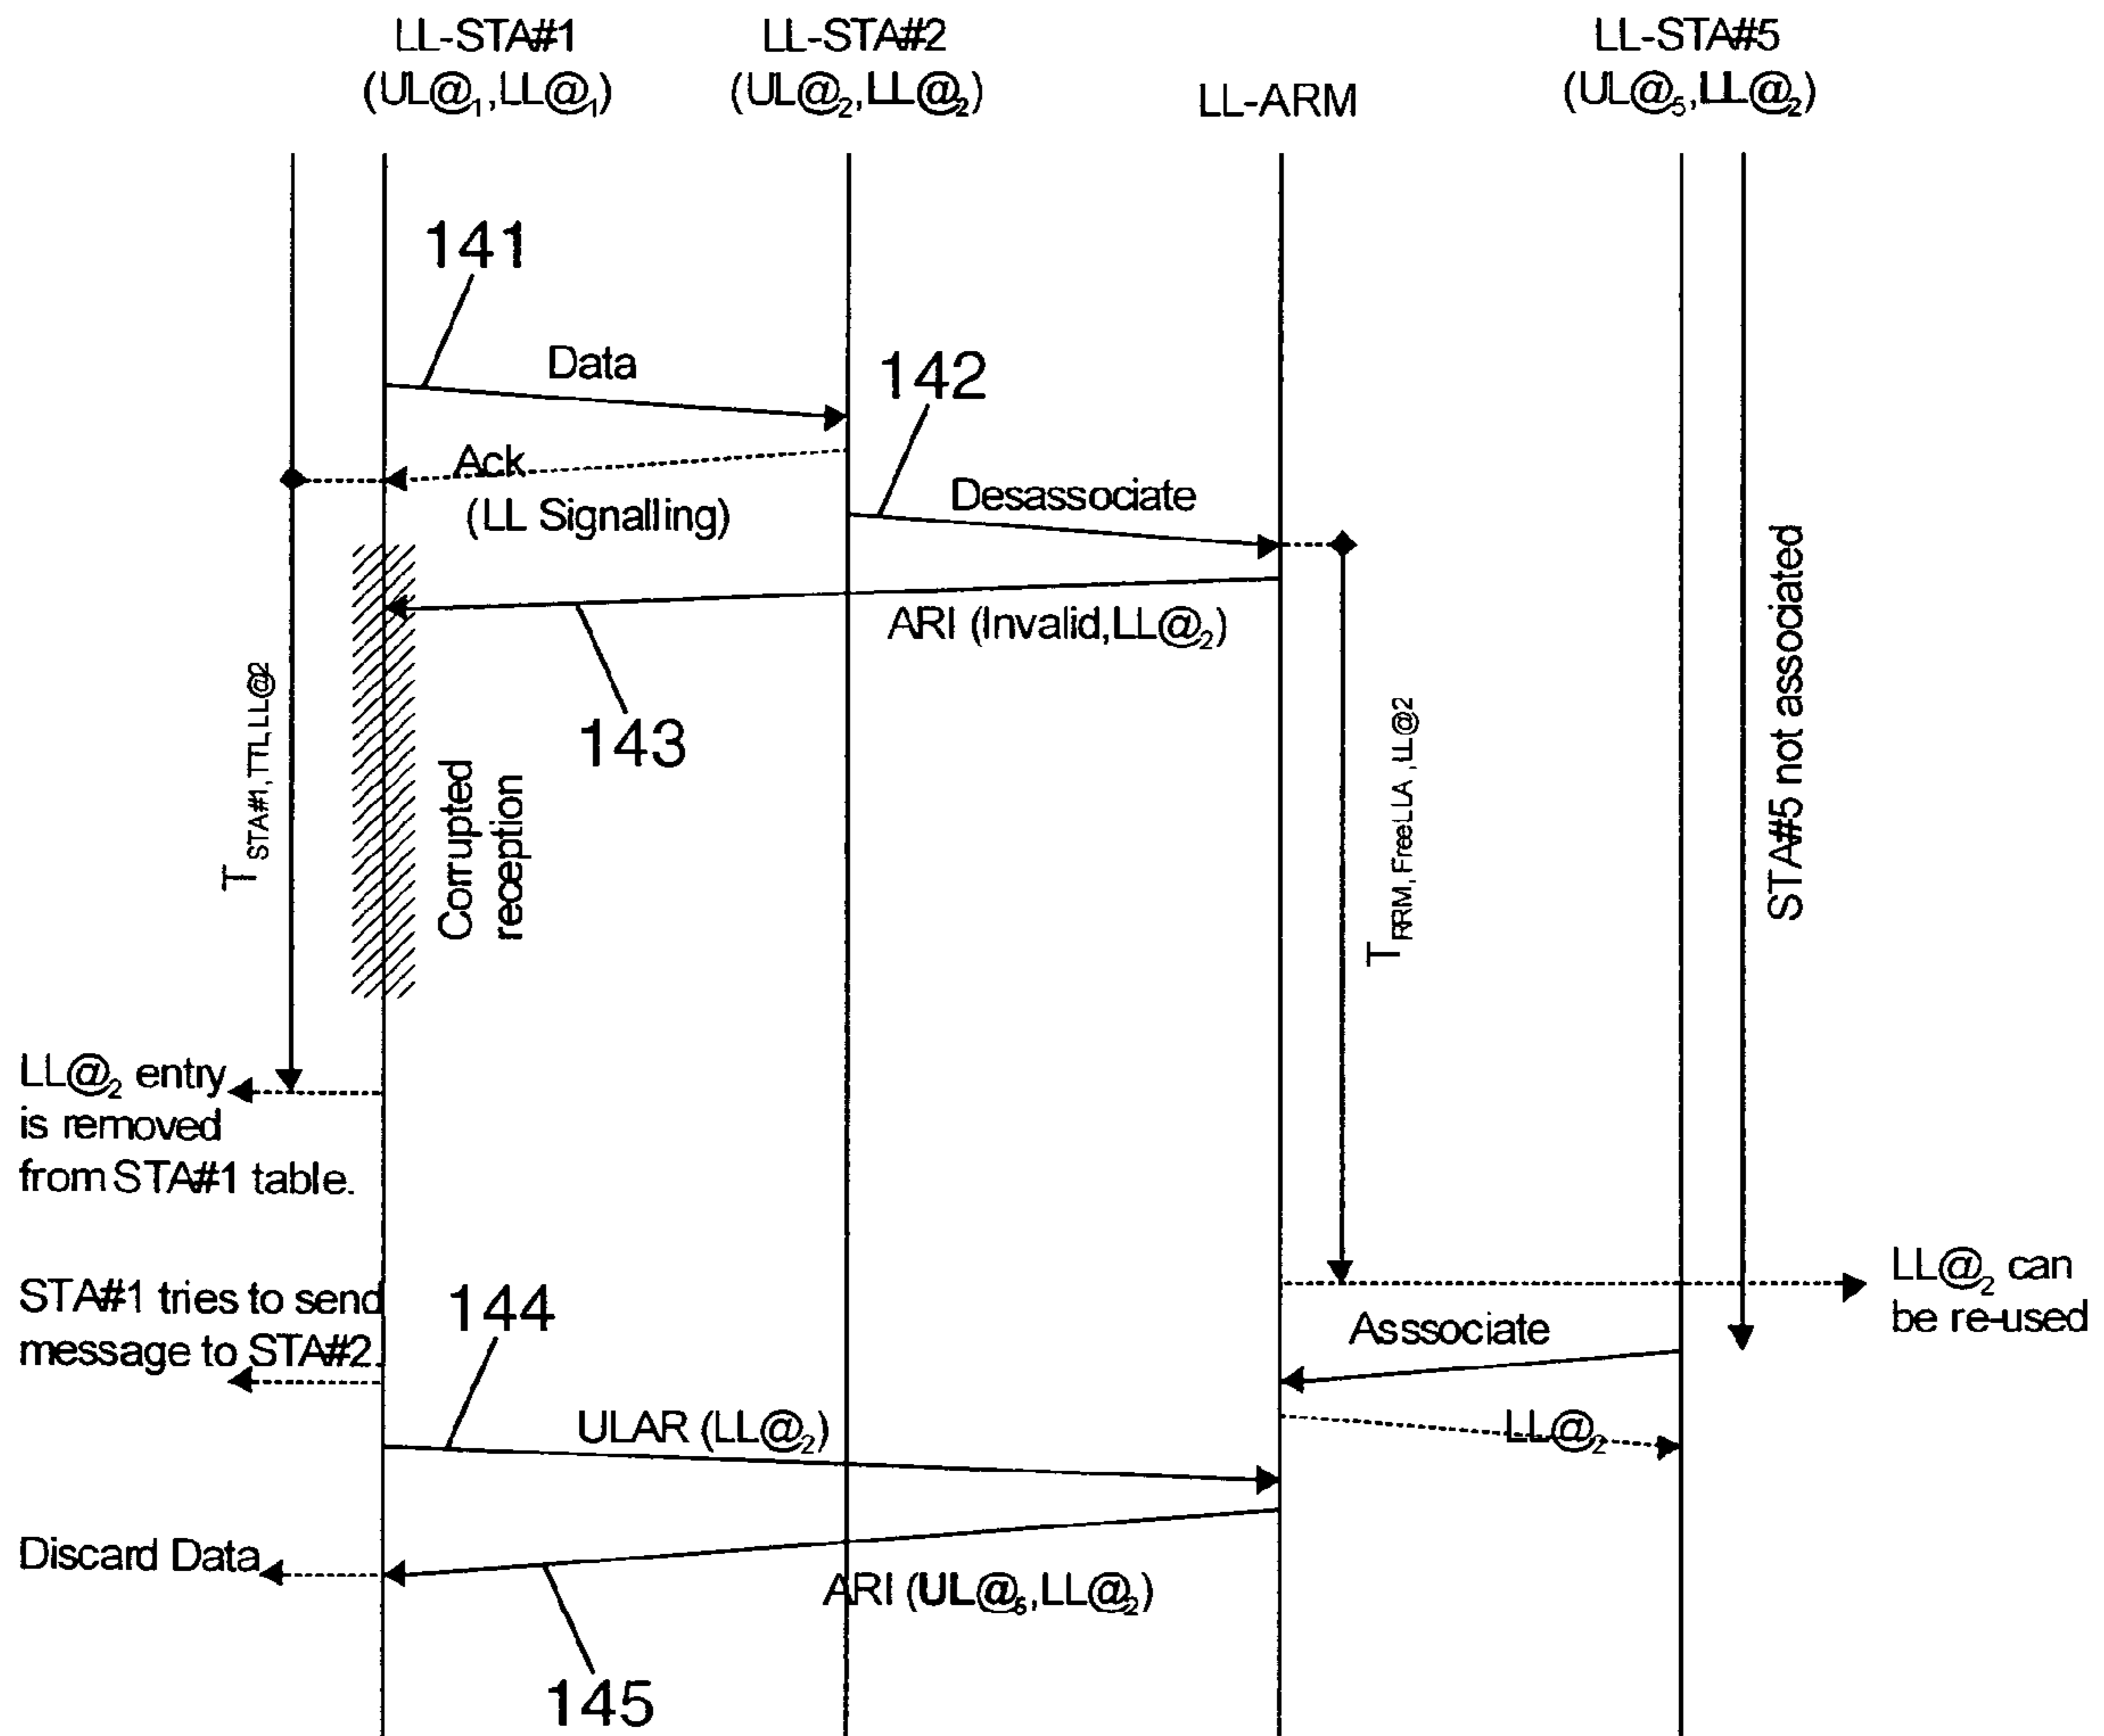 LL-STA#1
(UL@1,LL@1)
LL-STA#2
(UL@2,LL@2)
LL-ARM
LL-STA#5
(UL@5,LL@2)
141
Data
142
Ack
(LL Signalling)
Desassociate
ARI (Invalid,LL@2)
143
T STA#1, TTL, LL@2
Corrupted
reception
T RRM, FreeLLA , LL@2
STA#5 not associated
LL@2 entry
is removed
from STA#1 table.
LL@2 can
be re-used
STA#1 tries to send
message to STA#2.
144
Asssociate
ULAR (LL@2)
LL@2
Discard Data
ARI (UL@5,LL@2)
145